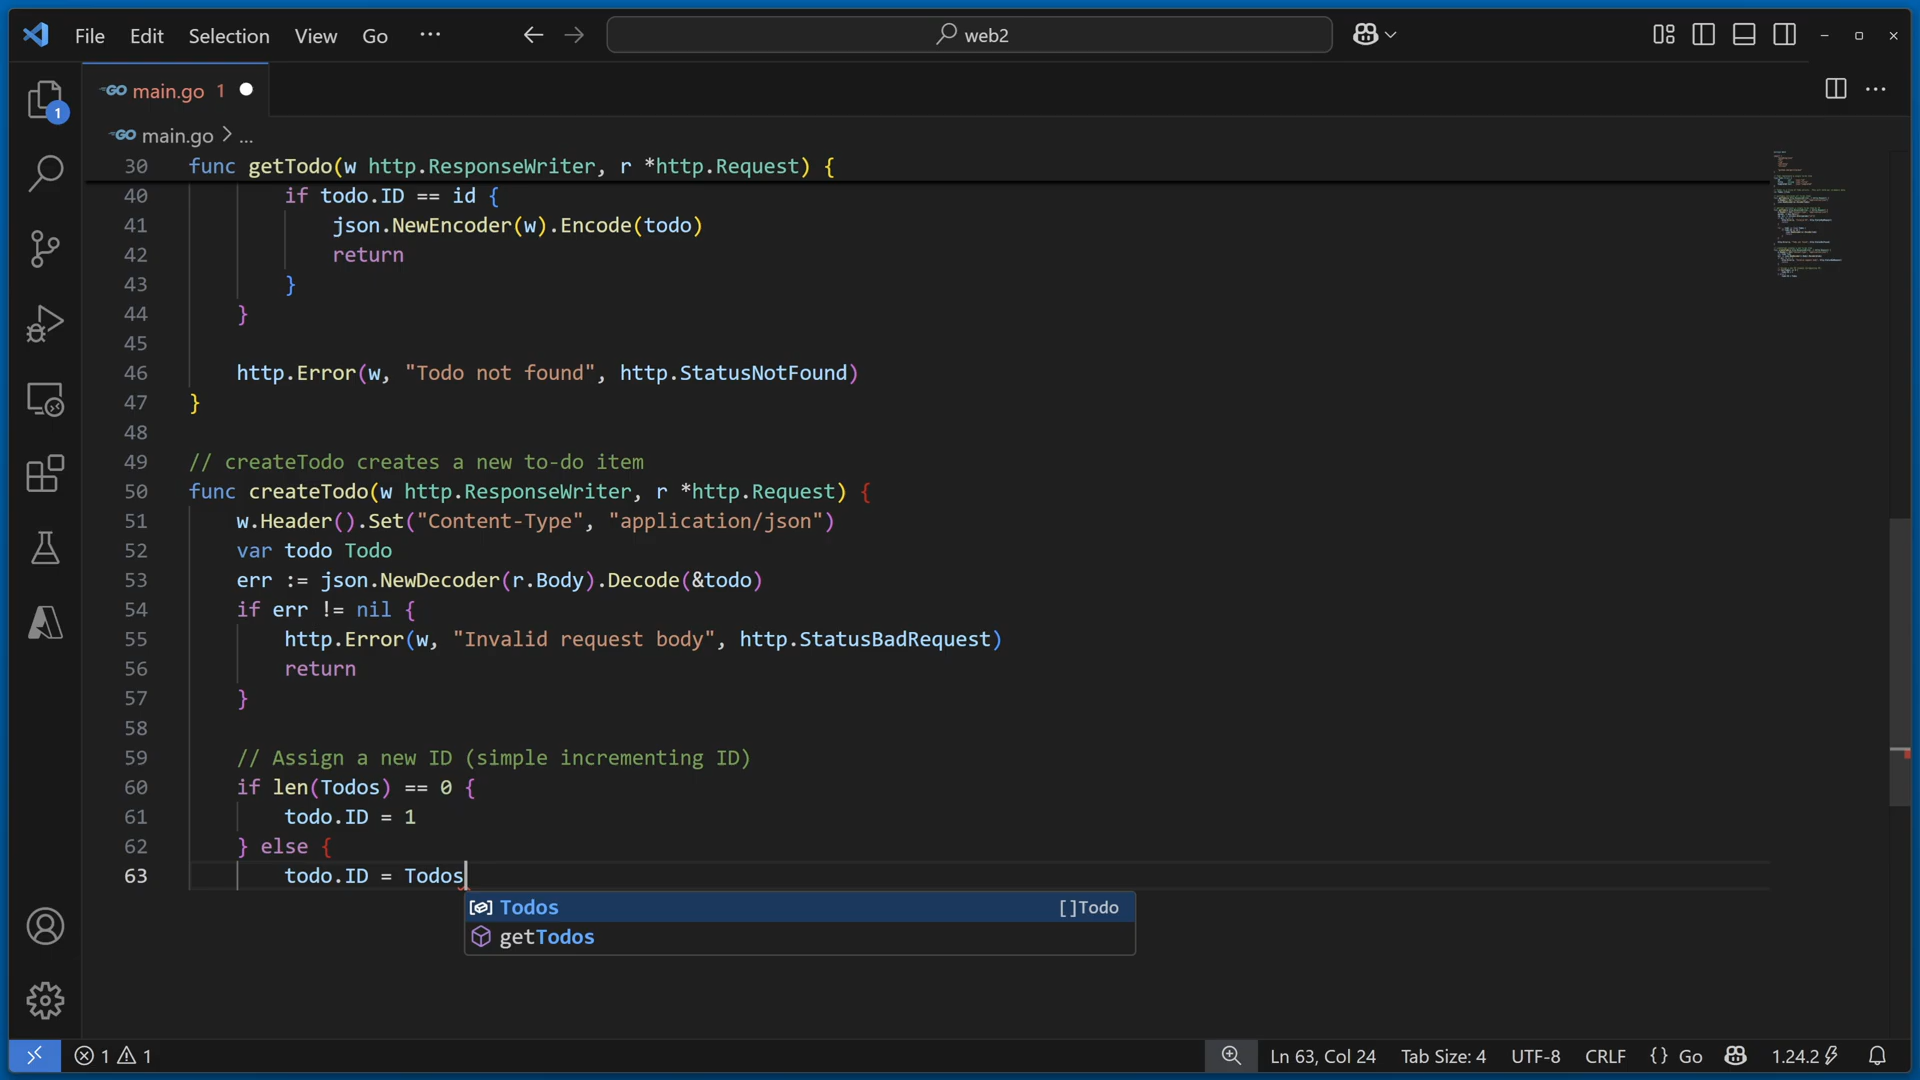 File Edit Selection View Go ... web2
GO main.go 1
GO main.go > ...
30 func getTodo(w http.ResponseWriter, r *http.Request) {
40 if todo.ID == id {
41 json.NewEncoder(w).Encode(todo)
42 return
43 }
44 }
45
46 http.Error(w, "Todo not found", http.StatusNotFound)
47 }
48
49 // createTodo creates a new to-do item
50 func createTodo(w http.ResponseWriter, r *http.Request) {
51 w.Header().Set("Content-Type", "application/json")
52 var todo Todo
53 err := json.NewDecoder(r.Body).Decode(&todo)
54 if err != nil {
55 http.Error(w, "Invalid request body", http.StatusBadRequest)
56 return
57 }
58
59 // Assign a new ID (simple incrementing ID)
60 if len(Todos) == 0 {
61 todo.ID = 1
62 } else {
63 todo.ID = Todos
Todos []Todo
getTodos
1
1 1 Ln 63, Col 24 Tab Size: 4 UTF-8 CRLF {} Go 1.24.2